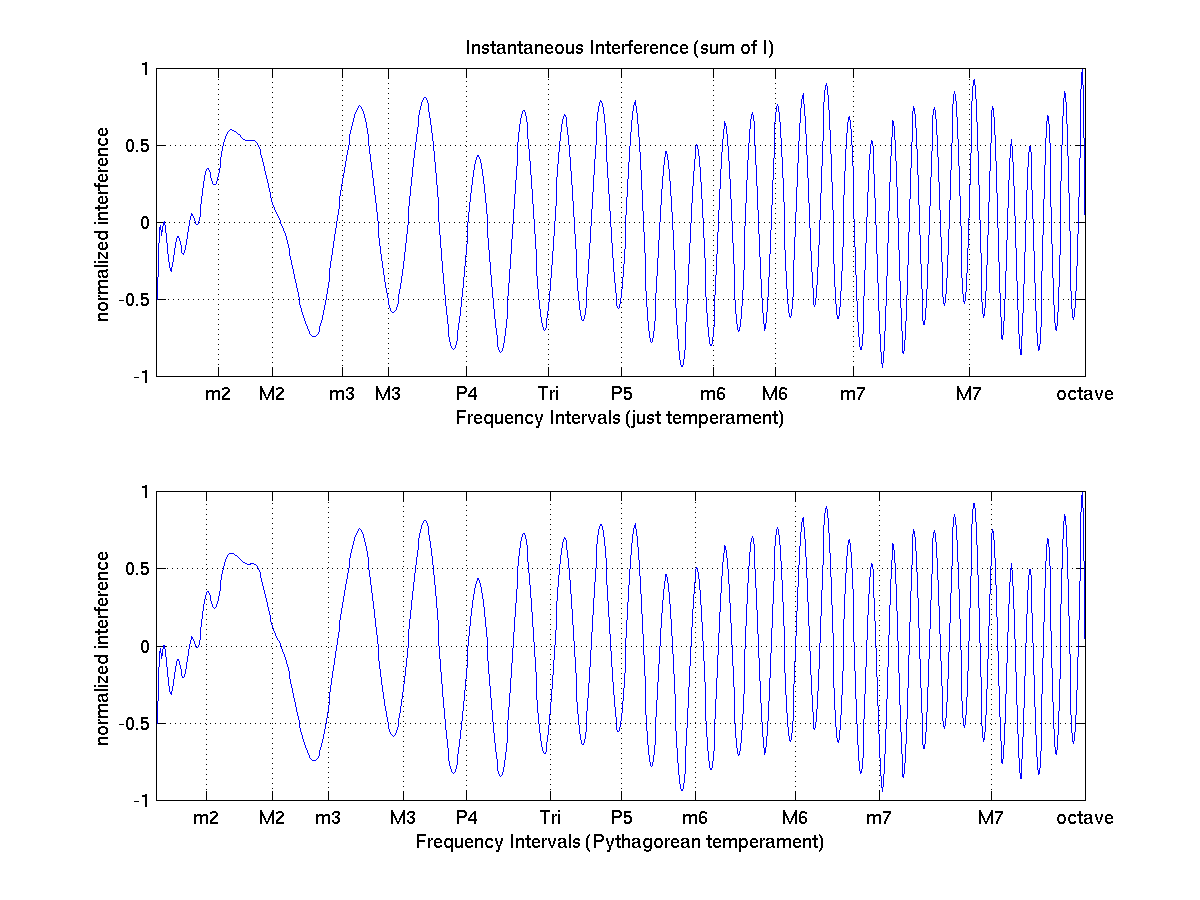 Instantaneous Interference (sum of I)
1
0.5
0
-0.5
-1
normalized interference
m2 M2 m3 M3 P4 Tri P5 m6 M6 m7 M7 octave
Frequency Intervals (just temperament)
1
0.5
0
-0.5
-1
normalized interference
m2 M2 m3 M3 P4 Tri P5 m6 M6 m7 M7 octave
Frequency Intervals (Pythagorean temperament)